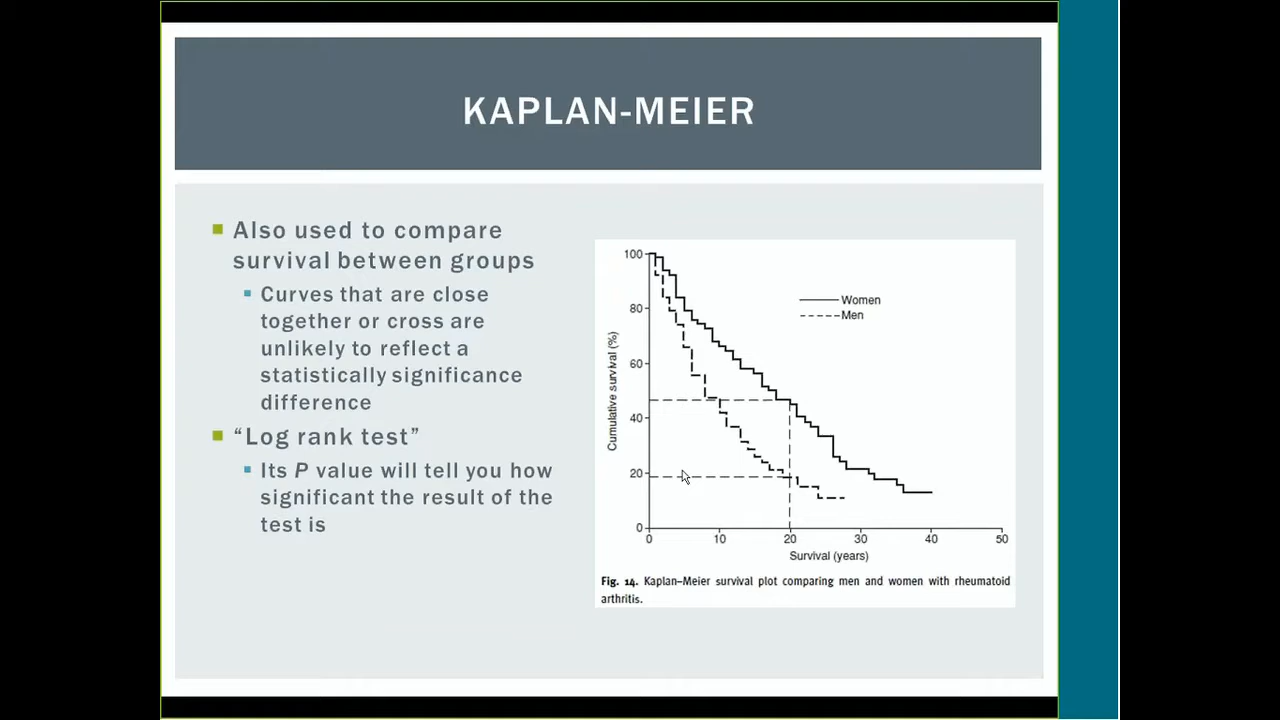 KAPLAN-MEIER
Also used to compare
survival between groups
Curves that are close
together or cross are
unlikely to reflect a
statistically significance
difference
“Log rank test”
Its P value will tell you how
significant the result of the
test is
100
80
60
40
20
0
Cumulative survival (%)
Women
Men
0 10 20 30 40 50
Survival (years)
Fig. 14. Kaplan–Meier survival plot comparing men and women with rheumatoid
arthritis.